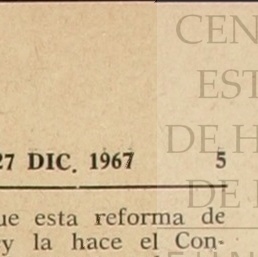 27 DIC. 1967 5
ue esta reforma de
y la hace el Con-
CEN
EST
DE H
DE